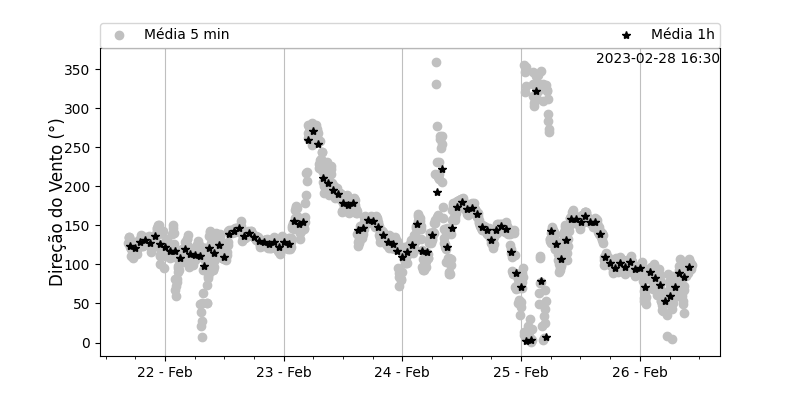 Média 5 min
Média 1h
2023-02-28 16:30
Direção do Vento (°)
350
300
250
200
150
100
50
0
22 - Feb
23 - Feb
24 - Feb
25 - Feb
26 - Feb